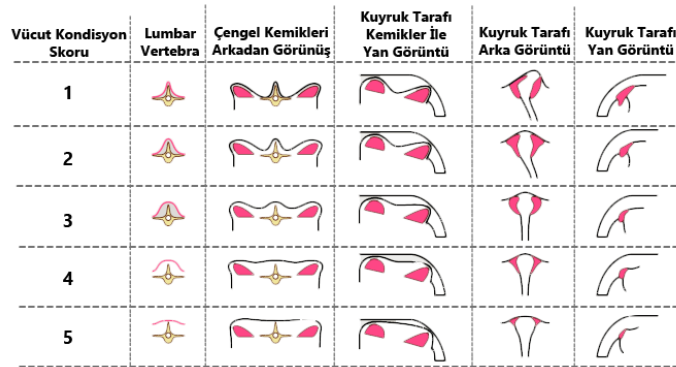 Vücut Kondisyon
Skoru
Lumbar
Vertebra
Çengel Kemikleri
Arkadan Görünüş
Kuyruk Tarafı
Kemikler İle
Yan Görüntü
Kuyruk Tarafı
Arka Görüntü
Kuyruk Tarafı
Yan Görüntü
1
2
3
4
5